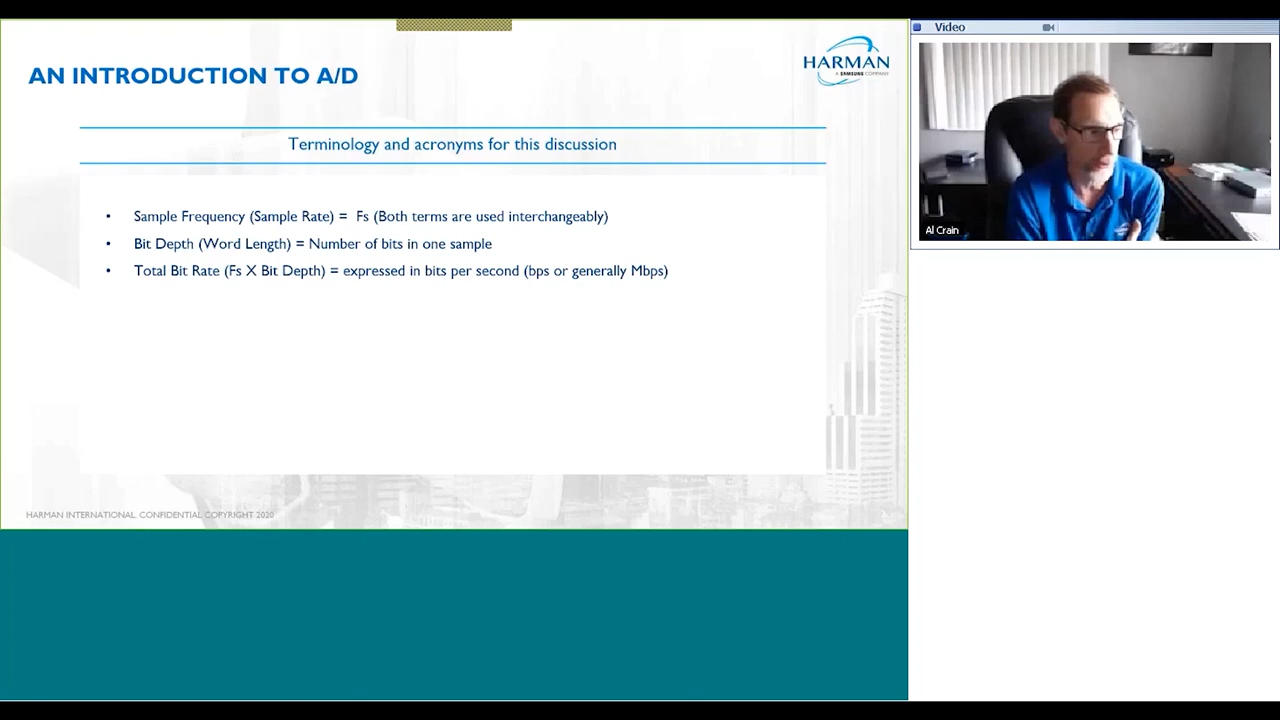 AN INTRODUCTION TO A/D
HARMAN
A SAMSUNG COMPANY
Terminology and acronyms for this discussion
• Sample Frequency (Sample Rate) = Fs (Both terms are used interchangeably)
• Bit Depth (Word Length) = Number of bits in one sample
• Total Bit Rate (Fs X Bit Depth) = expressed in bits per second (bps or generally Mbps)
HARMAN INTERNATIONAL. CONFIDENTIAL. COPYRIGHT 2020
Video
Al Crain